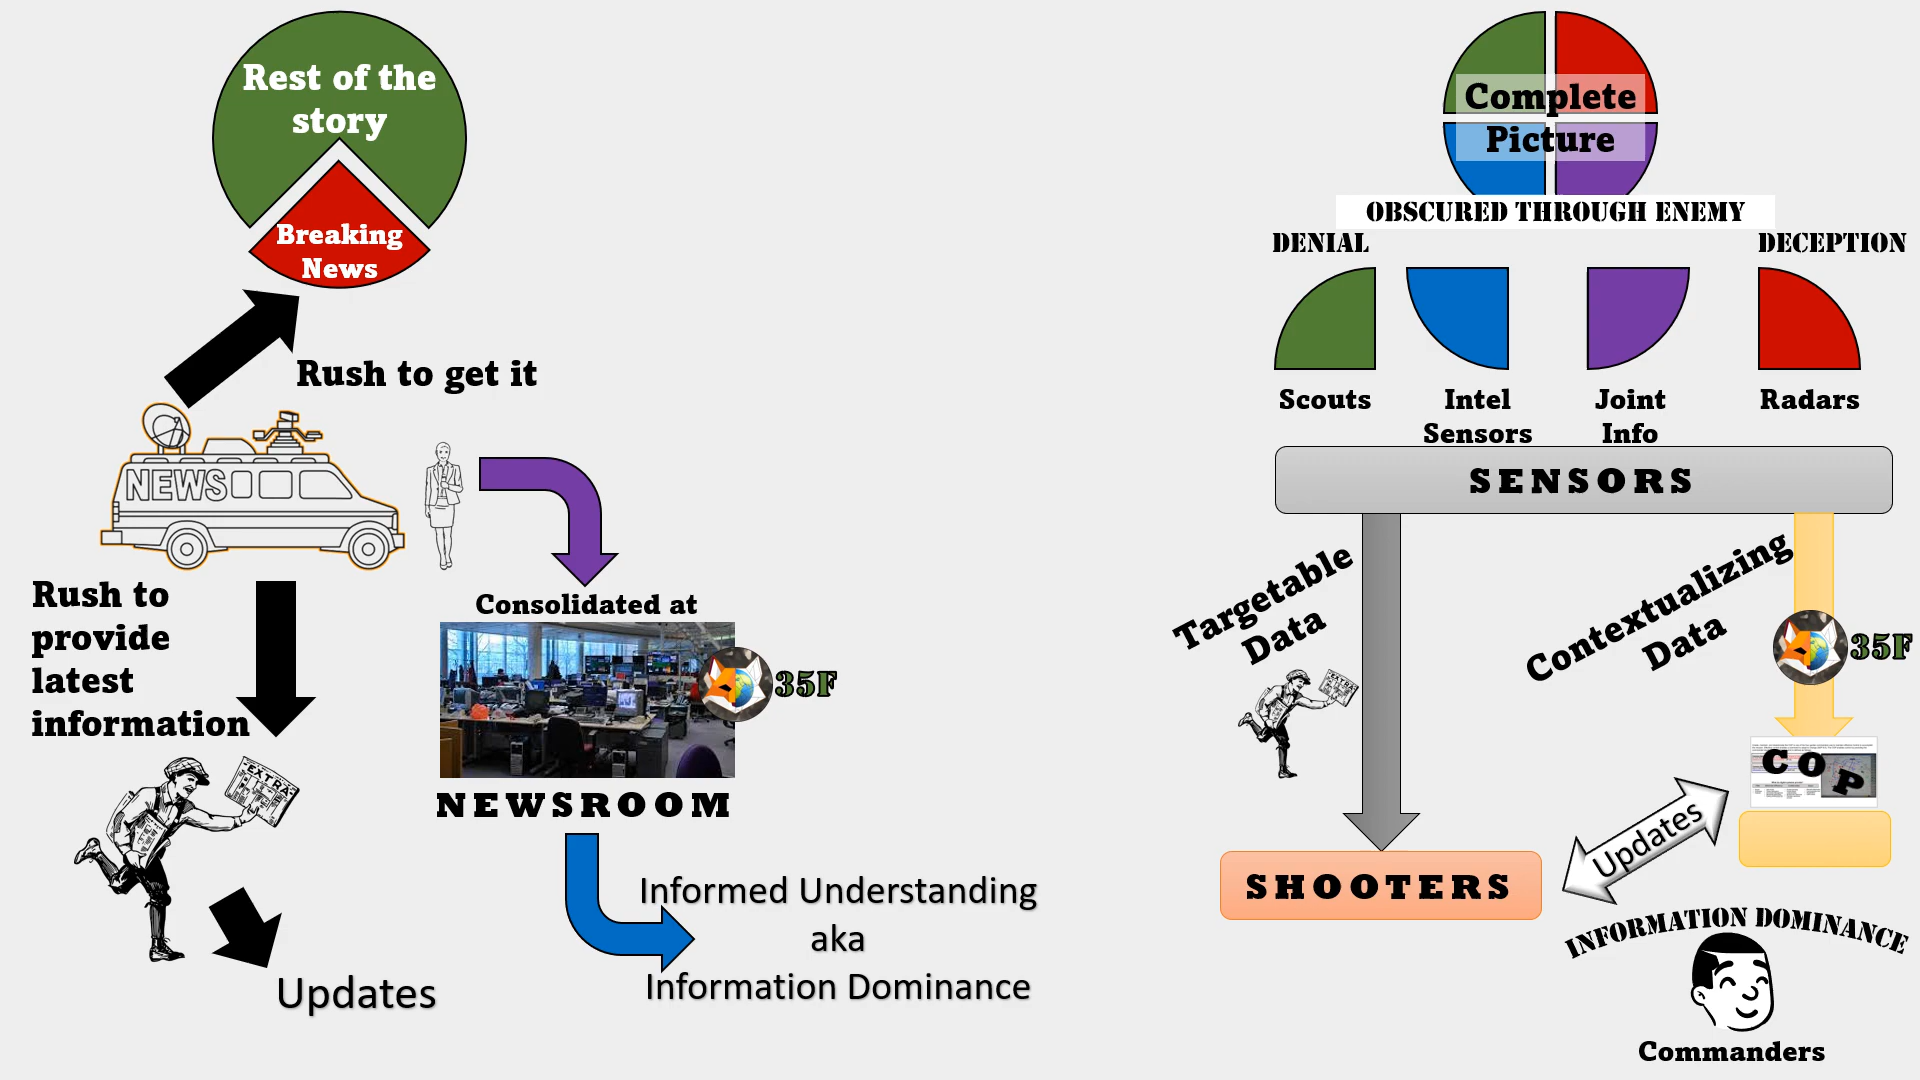 Rest of the
story
Breaking
News
Rush to get it
NEWS
Rush to
provide
latest
information
EXTRA
Updates
Consolidated at
35F
NEWSROOM
Informed Understanding
aka
Information Dominance
Complete
Picture
OBSCURED THROUGH ENEMY
DENIAL
DECEPTION
Scouts
Intel
Sensors
Joint
Info
Radars
SENSORS
Targetable
Data
EXTRA
Contextualizing
Data
35F
COP
Updates
SHOOTERS
INFORMATION DOMINANCE
Commanders